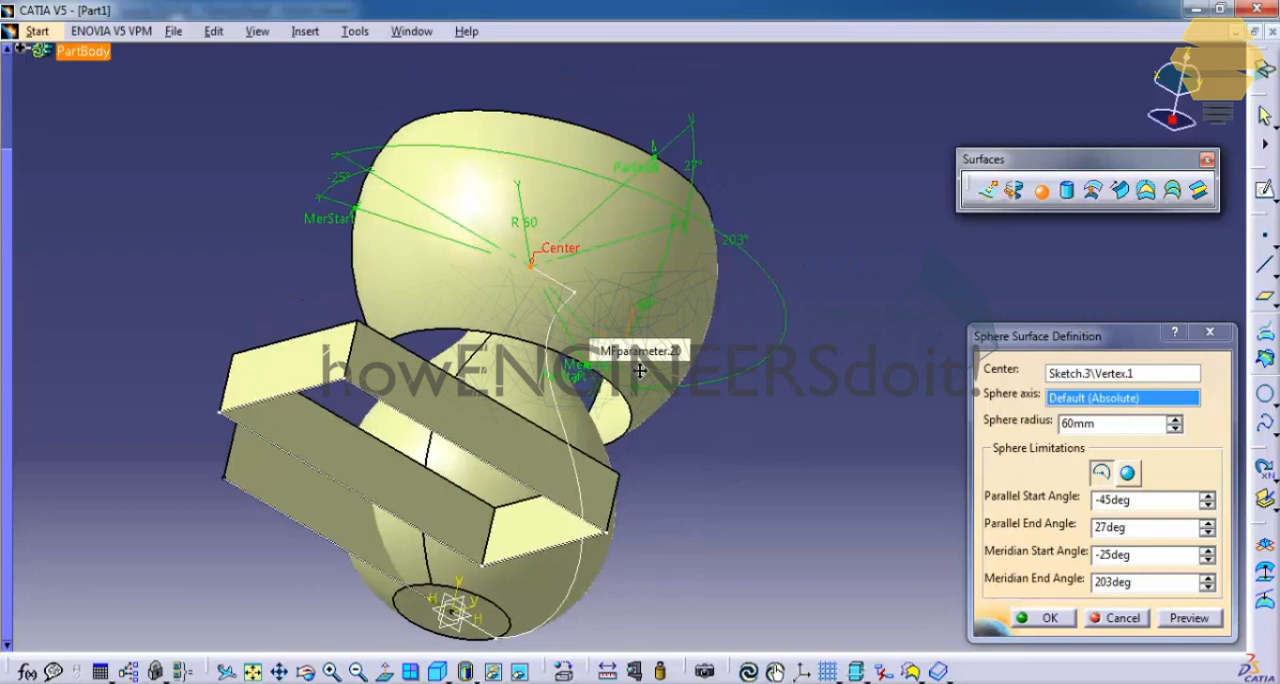 CATIA V5 - [Part1]
Start ENOVIA V5 VPM File Edit View Insert Tools Window Help
PartBody
Surfaces
-25°
27°
MerStart
R 60
Center
203°
MFparameter.20
howENGINEERSdoit!
Sphere Surface Definition
Center: Sketch.3\Vertex.1
Sphere axis: Default (Absolute)
Sphere radius: 60mm
Sphere Limitations
Parallel Start Angle: -45deg
Parallel End Angle: 27deg
Meridian Start Angle: -25deg
Meridian End Angle: 203deg
OK Cancel Preview
V
H
y
H
f(x)
CATIA